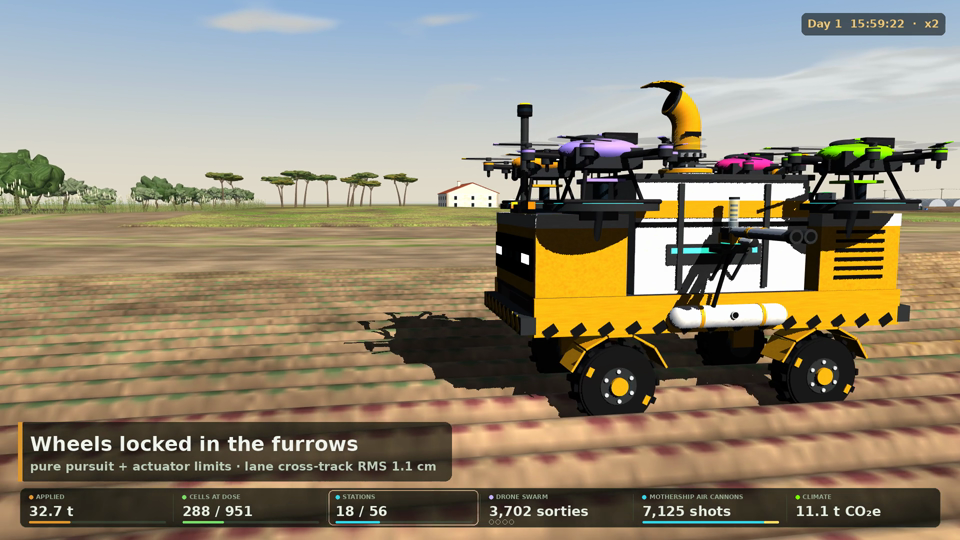 Day 1 15:59:22 · x2
Wheels locked in the furrows
pure pursuit + actuator limits · lane cross-track RMS 1.1 cm
APPLIED
32.7 t
CELLS AT DOSE
288 / 951
STATIONS
18 / 56
DRONE SWARM
3,702 sorties
MOTHERSHIP AIR CANNONS
7,125 shots
CLIMATE
11.1 t CO₂e